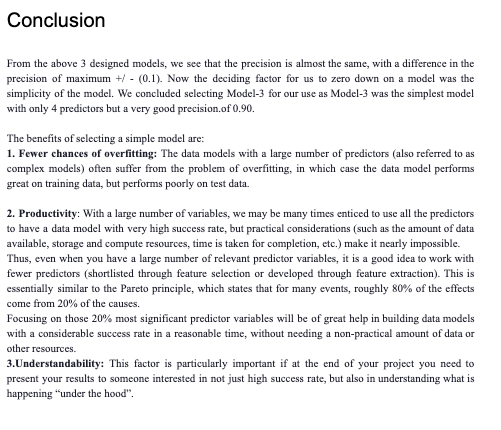 Conclusion
From the above 3 designed models, we see that the precision is almost the same, with a difference in the
precision of maximum +/ - (0.1). Now the deciding factor for us to zero down on a model was the
simplicity of the model. We concluded selecting Model-3 for our use as Model-3 was the simplest model
with only 4 predictors but a very good precision.of 0.90.
The benefits of selecting a simple model are:
1. Fewer chances of overfitting: The data models with a large number of predictors (also referred to as
complex models) often suffer from the problem of overfitting, in which case the data model performs
great on training data, but performs poorly on test data.
2. Productivity: With a large number of variables, we may be many times enticed to use all the predictors
to have a data model with very high success rate, but practical considerations (such as the amount of data
available, storage and compute resources, time is taken for completion, etc.) make it nearly impossible.
Thus, even when you have a large number of relevant predictor variables, it is a good idea to work with
fewer predictors (shortlisted through feature selection or developed through feature extraction). This is
essentially similar to the Pareto principle, which states that for many events, roughly 80% of the effects
come from 20% of the causes.
Focusing on those 20% most significant predictor variables will be of great help in building data models
with a considerable success rate in a reasonable time, without needing a non-practical amount of data or
other resources.
3.Understandability: This factor is particularly important if at the end of your project you need to
present your results to someone interested in not just high success rate, but also in understanding what is
happening “under the hood”.